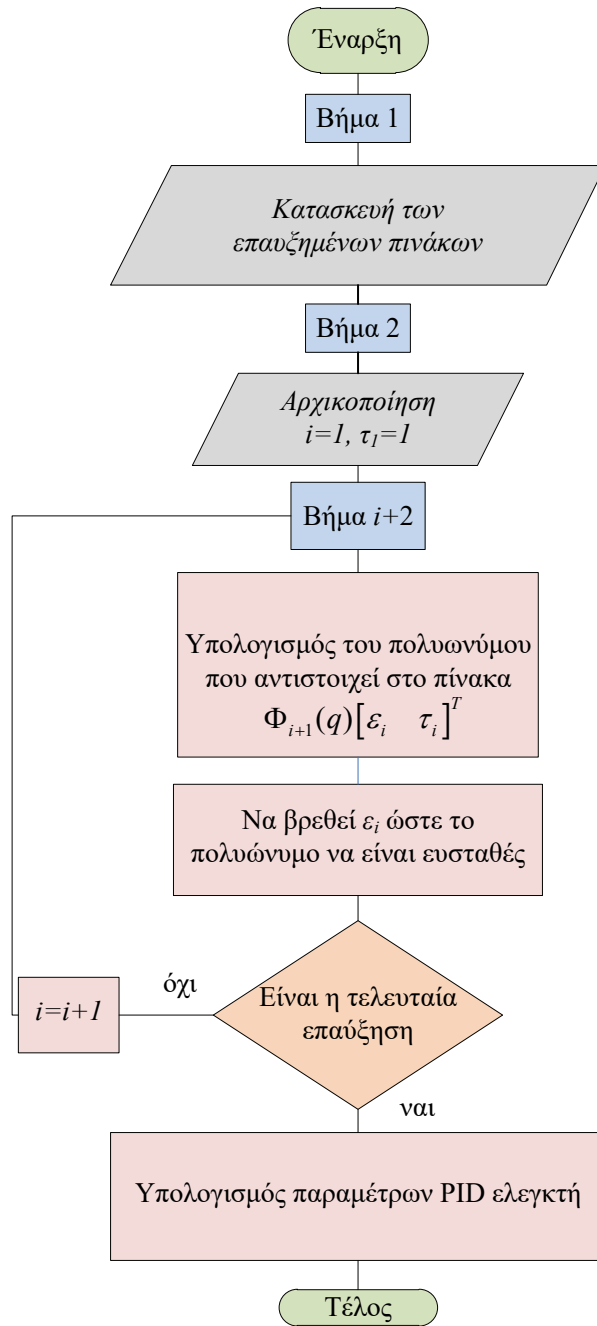 Έναρξη
Βήμα 1
Κατασκευή των
επαυξημένων πινάκων
Βήμα 2
Αρχικοποίηση
i=1, τ₁=1
Βήμα i+2
Υπολογισμός του πολυωνύμου
που αντιστοιχεί στο πίνακα
Φᵢ₊₁(q)[εᵢ τᵢ]ᵀ
Να βρεθεί εᵢ ώστε το
πολυώνυμο να είναι ευσταθές
όχι
i=i+1
Είναι η τελευταία
επαύξηση
ναι
Υπολογισμός παραμέτρων PID ελεγκτή
Τέλος